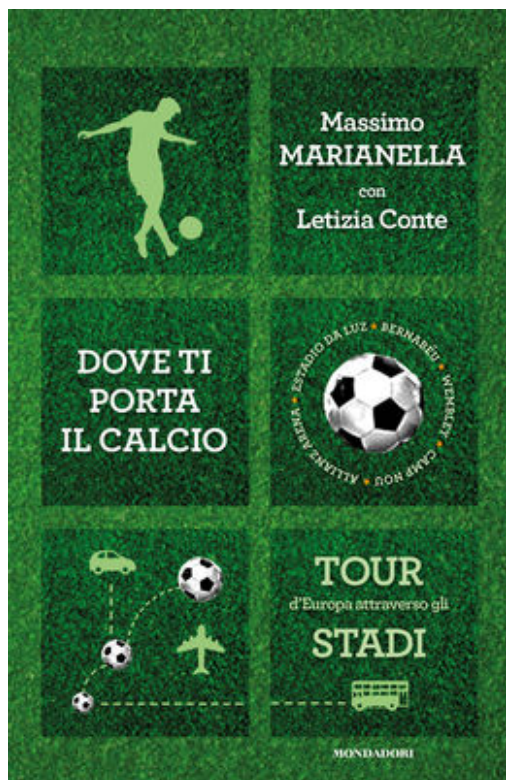 Massimo
MARIANELLA
con
Letizia Conte
DOVE TI
PORTA
IL CALCIO
ESTADIO DA LUZ ★ BERNABÉU ★ WEMBLEY ★ CAMP NOU ★ ALLIANZ ARENA ★
TOUR
d'Europa attraverso gli
STADI
MONDADORI